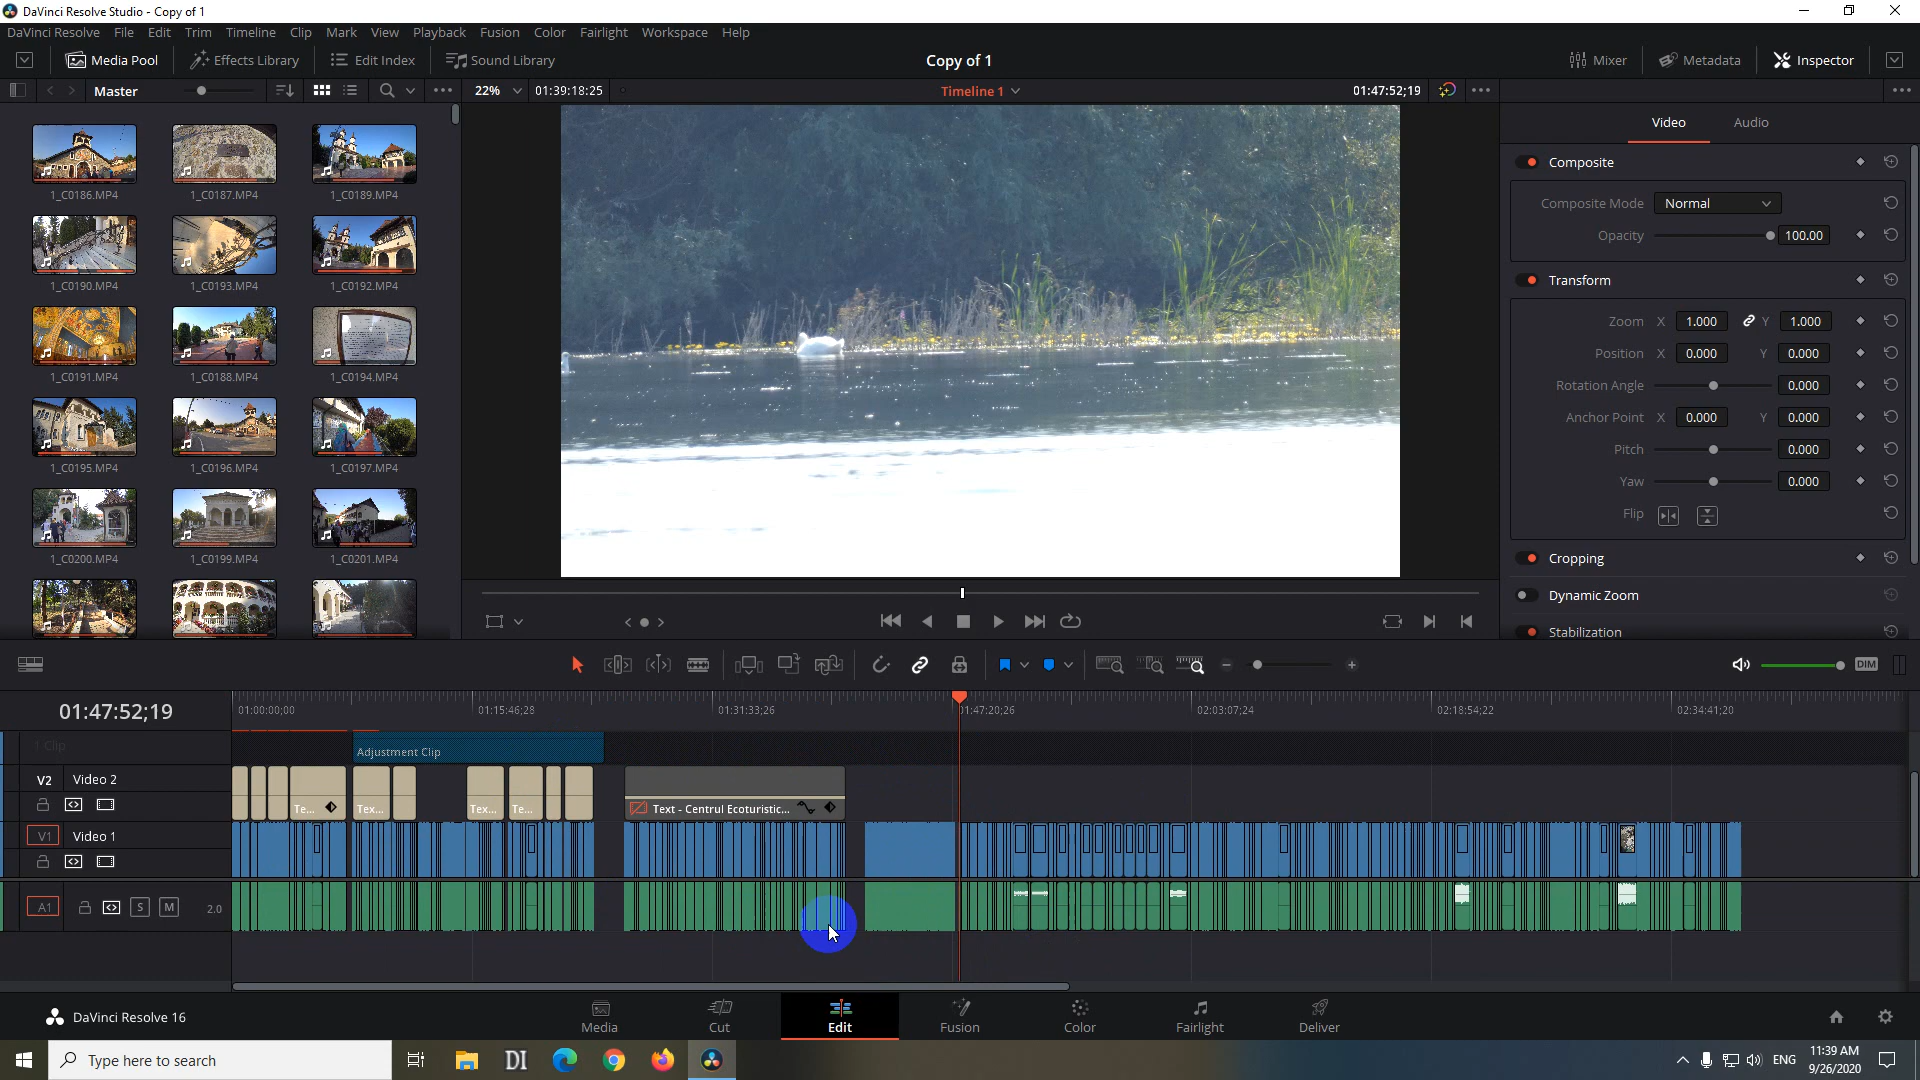 DaVinci Resolve Studio - Copy of 1
DaVinci Resolve File Edit Trim Timeline Clip Mark View Playback Fusion Color Fairlight Workspace Help
Media Pool Effects Library Edit Index Sound Library Copy of 1 Mixer Metadata Inspector
Master 22% 01:39:18:25 Timeline 1 01:47:52;19
Video Audio
1_C0186.MP4 1_C0187.MP4 1_C0189.MP4
1_C0190.MP4 1_C0193.MP4 1_C0192.MP4
1_C0191.MP4 1_C0188.MP4 1_C0194.MP4
1_C0195.MP4 1_C0196.MP4 1_C0197.MP4
1_C0200.MP4 1_C0199.MP4 1_C0201.MP4
Composite
Composite Mode Normal
Opacity 100.00
Transform
Zoom X 1.000 Y 1.000
Position X 0.000 Y 0.000
Rotation Angle 0.000
Anchor Point X 0.000 Y 0.000
Pitch 0.000
Yaw 0.000
Flip
Cropping
Dynamic Zoom
Stabilization
DIM
01:47:52;19 01:00:00;00 01:15:46;28 01:31:33;26 01:47:20;26 02:03:07;24 02:18:54;22 02:34:41;20
1 Clip Adjustment Clip
V2 Video 2
Te... Tex... Tex... Te... Text - Centrul Ecoturistic...
V1 Video 1
A1 S M 2.0
DaVinci Resolve 16 Media Cut Edit Fusion Color Fairlight Deliver
Type here to search DI ENG 11:39 AM
9/26/2020